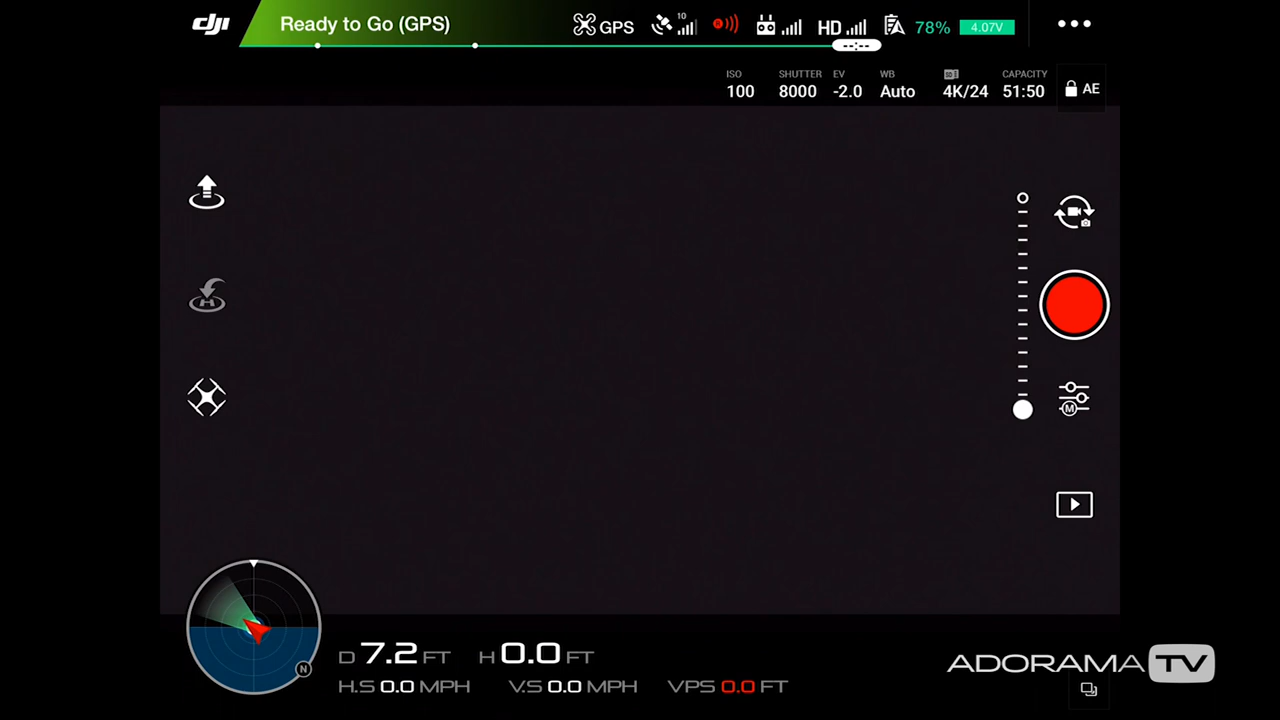 dji Ready to Go (GPS) GPS 10 R HD 78% 4.07V
--:--
ISO SHUTTER EV WB SD CAPACITY
100 8000 -2.0 Auto 4K/24 51:50 AE
H
M
N
D 7.2 FT H 0.0 FT
H.S 0.0 MPH V.S 0.0 MPH VPS 0.0 FT
ADORAMA TV